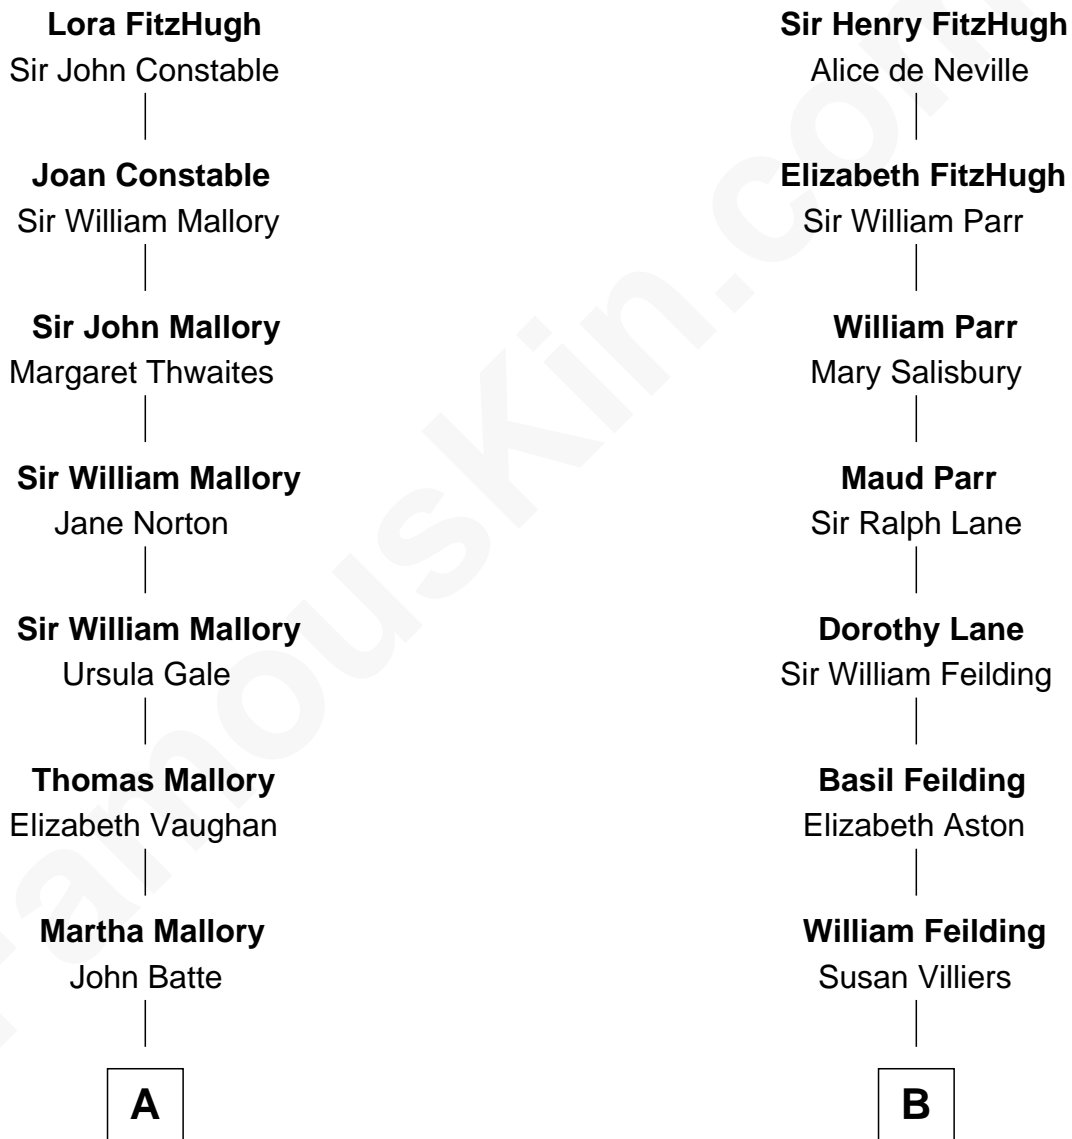 Lora FitzHugh
Sir John Constable
Joan Constable
Sir William Mallory
Sir John Mallory
Margaret Thwaites
Sir William Mallory
Jane Norton
Sir William Mallory
Ursula Gale
Thomas Mallory
Elizabeth Vaughan
Martha Mallory
John Batte
A
Sir Henry FitzHugh
Alice de Neville
Elizabeth FitzHugh
Sir William Parr
William Parr
Mary Salisbury
Maud Parr
Sir Ralph Lane
Dorothy Lane
Sir William Feilding
Basil Feilding
Elizabeth Aston
William Feilding
Susan Villiers
B
FamousKin.com